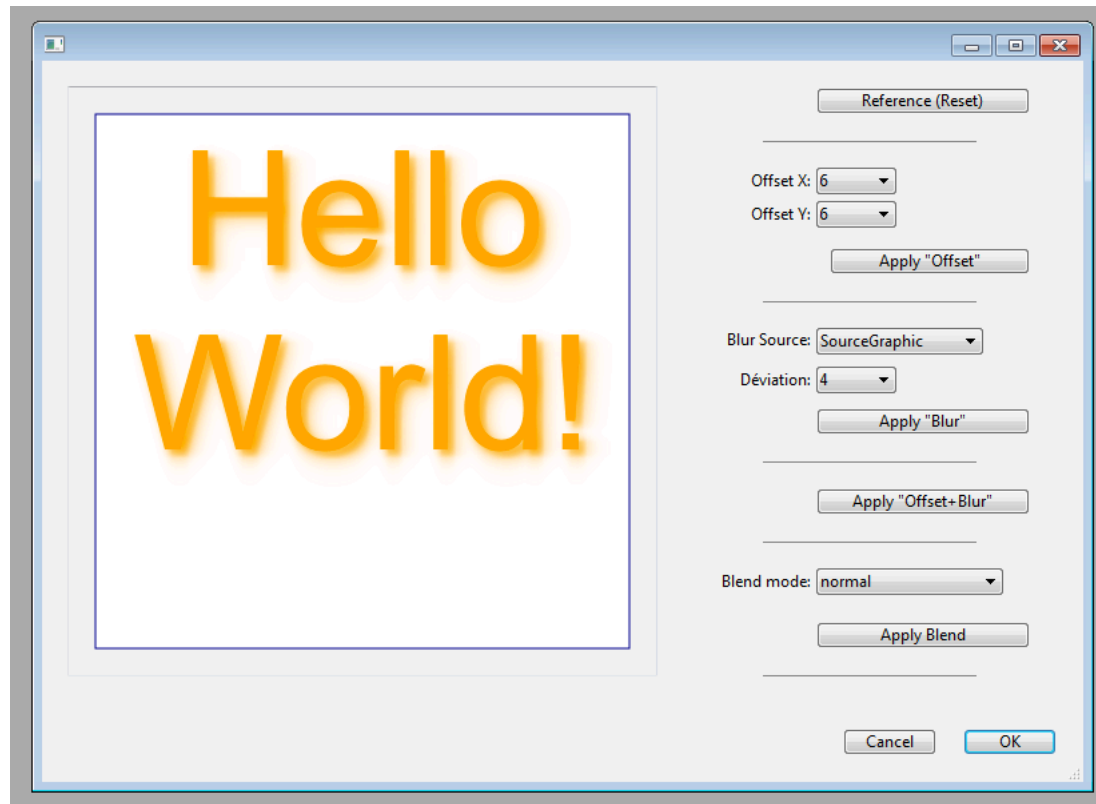 Hello
World!
Reference (Reset)
Offset X: 6
Offset Y: 6
Apply "Offset"
Blur Source: SourceGraphic
Déviation: 4
Apply "Blur"
Apply "Offset+Blur"
Blend mode: normal
Apply Blend
Cancel OK